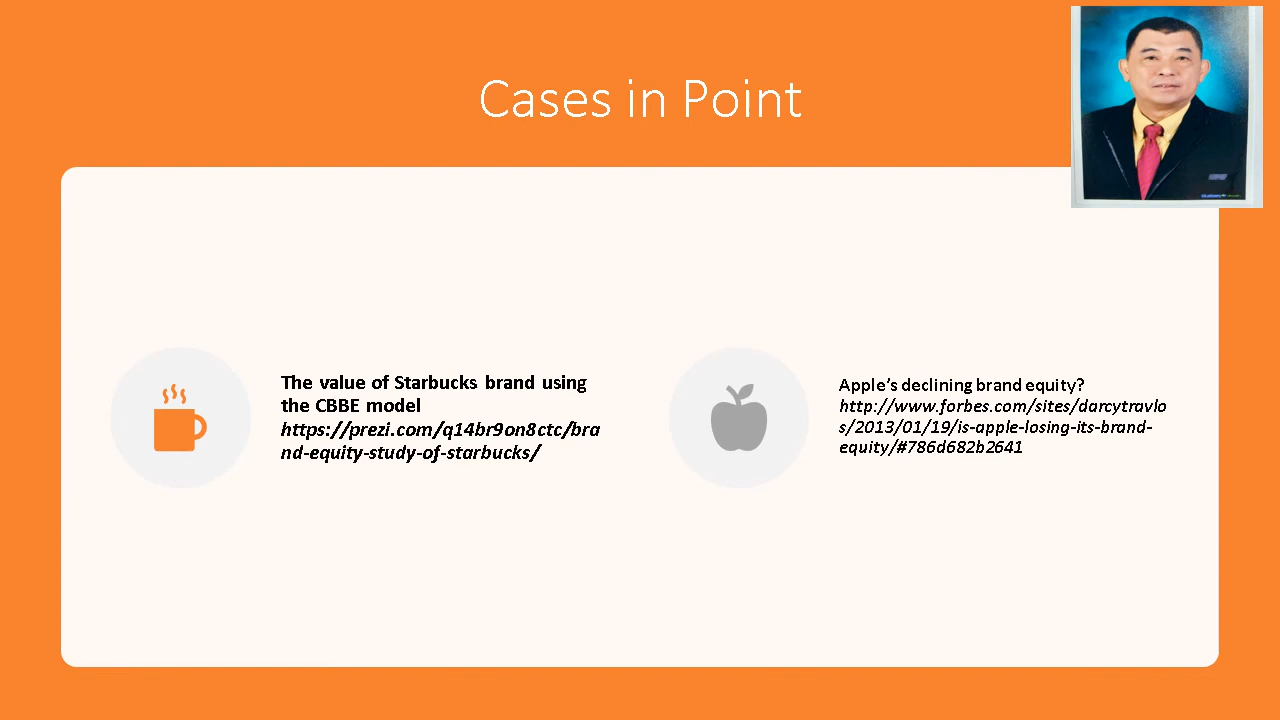 Cases in Point
The value of Starbucks brand using
the CBBE model
https://prezi.com/q14br9on8ctc/bra
nd-equity-study-of-starbucks/
Apple’s declining brand equity?
http://www.forbes.com/sites/darcytravlo
s/2013/01/19/is-apple-losing-its-brand-
equity/#786d682b2641